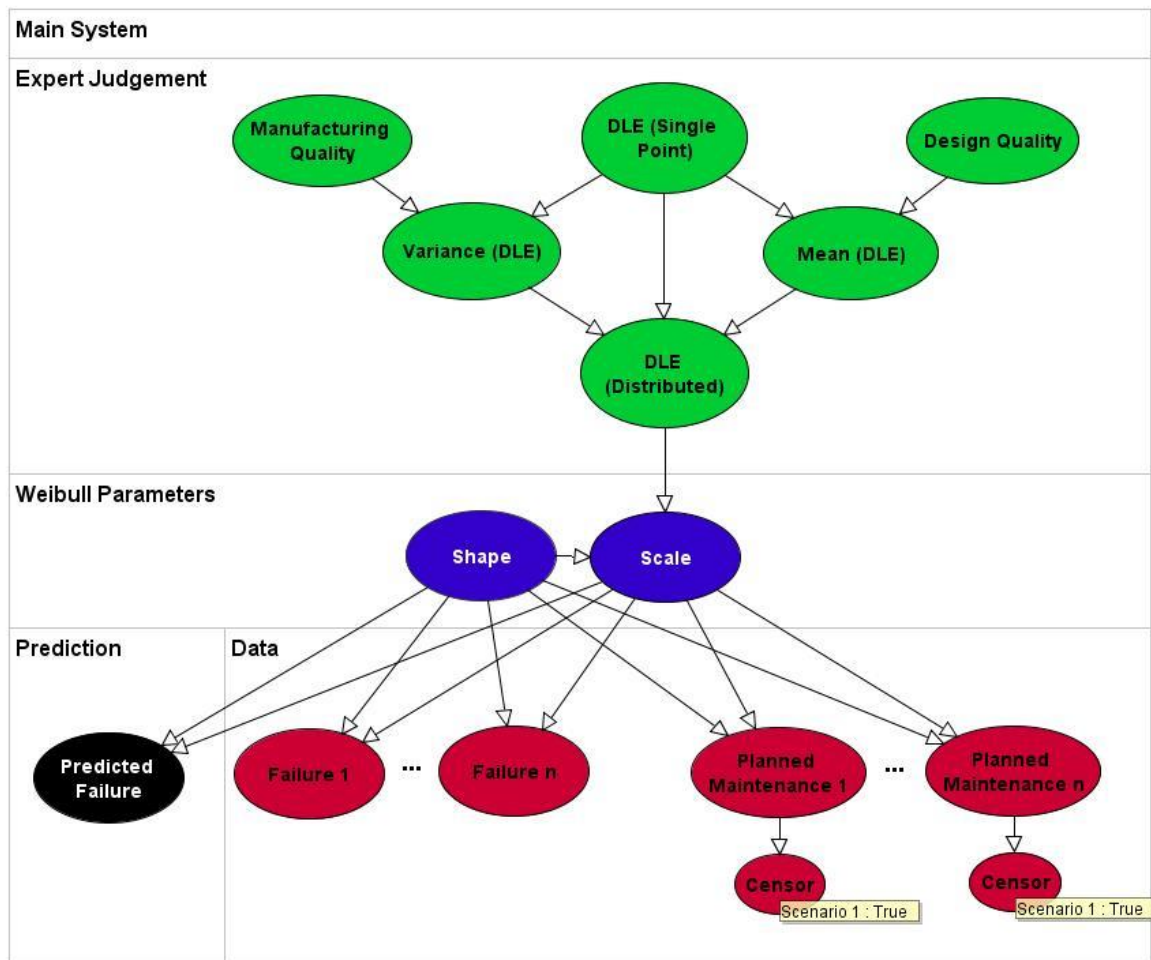 Main System
Expert Judgement
Manufacturing
Quality
DLE (Single
Point)
Design Quality
Variance (DLE)
Mean (DLE)
DLE
(Distributed)
Weibull Parameters
Shape
Scale
Prediction
Data
Predicted
Failure
Failure 1
...
Failure n
Planned
Maintenance 1
...
Planned
Maintenance n
Censor
Scenario 1 : True
Censor
Scenario 1 : True